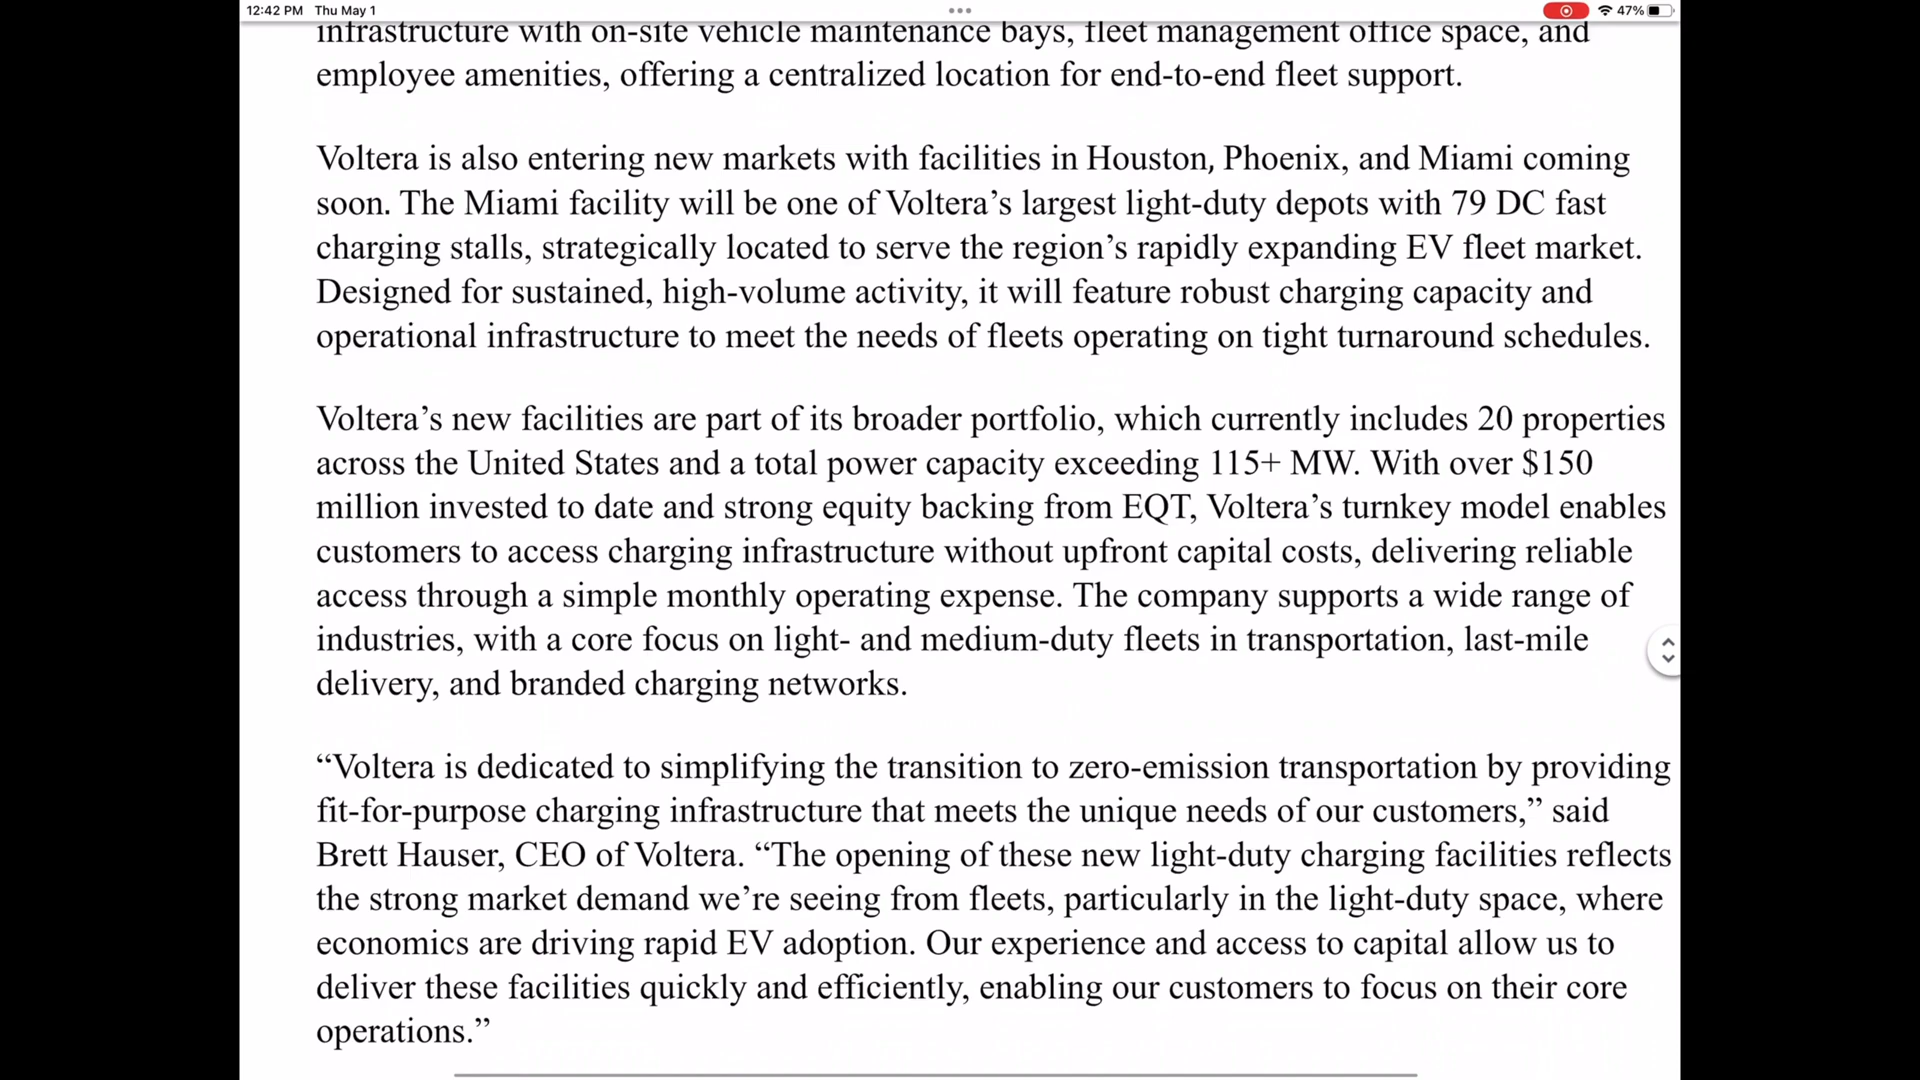 12:42 PM Thu May 1
47%
infrastructure with on-site vehicle maintenance bays, fleet management office space, and
employee amenities, offering a centralized location for end-to-end fleet support.
Voltera is also entering new markets with facilities in Houston, Phoenix, and Miami coming
soon. The Miami facility will be one of Voltera’s largest light-duty depots with 79 DC fast
charging stalls, strategically located to serve the region’s rapidly expanding EV fleet market.
Designed for sustained, high-volume activity, it will feature robust charging capacity and
operational infrastructure to meet the needs of fleets operating on tight turnaround schedules.
Voltera’s new facilities are part of its broader portfolio, which currently includes 20 properties
across the United States and a total power capacity exceeding 115+ MW. With over $150
million invested to date and strong equity backing from EQT, Voltera’s turnkey model enables
customers to access charging infrastructure without upfront capital costs, delivering reliable
access through a simple monthly operating expense. The company supports a wide range of
industries, with a core focus on light- and medium-duty fleets in transportation, last-mile
delivery, and branded charging networks.
“Voltera is dedicated to simplifying the transition to zero-emission transportation by providing
fit-for-purpose charging infrastructure that meets the unique needs of our customers,” said
Brett Hauser, CEO of Voltera. “The opening of these new light-duty charging facilities reflects
the strong market demand we’re seeing from fleets, particularly in the light-duty space, where
economics are driving rapid EV adoption. Our experience and access to capital allow us to
deliver these facilities quickly and efficiently, enabling our customers to focus on their core
operations.”